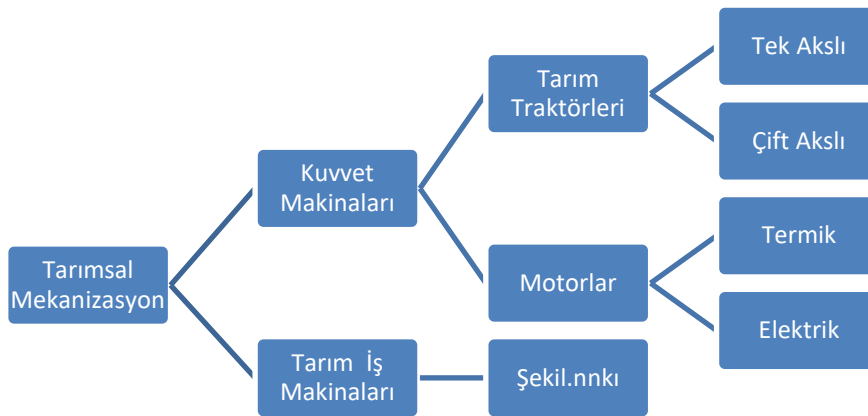 Tarımsal
Mekanizasyon
Kuvvet
Makinaları
Tarım
Traktörleri
Tek Akslı
Çift Akslı
Motorlar
Termik
Elektrik
Tarım İş
Makinaları
Şekil.nnkı